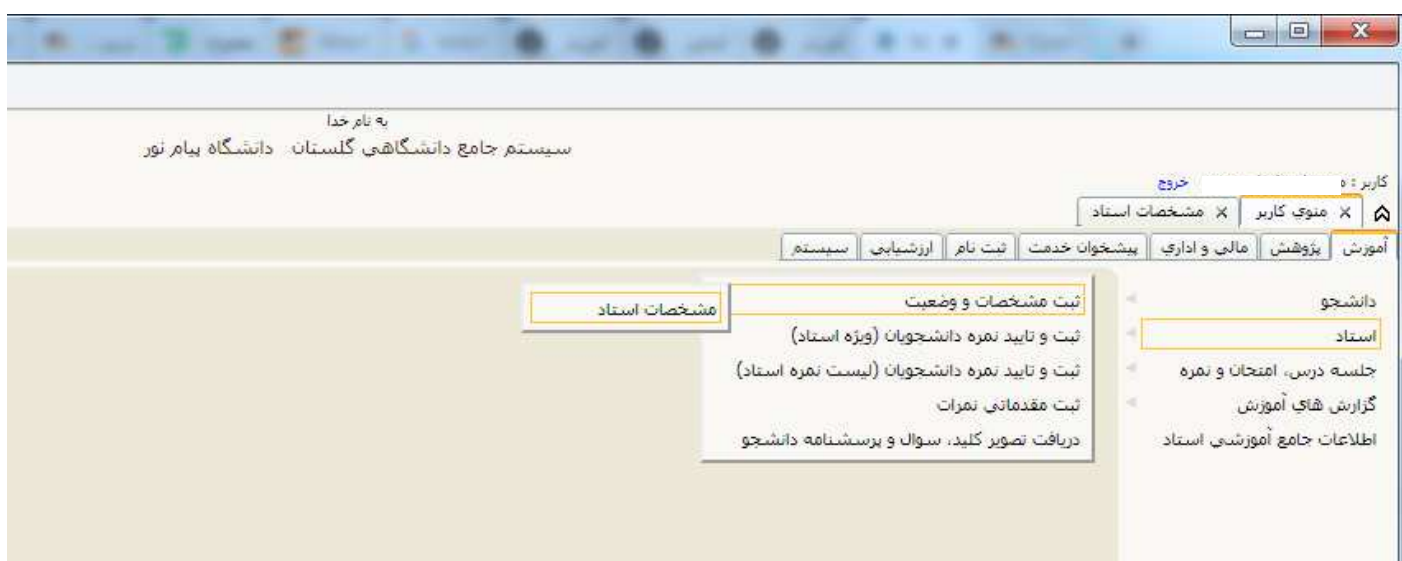 به نام خدا
سیستم جامع دانشگاهی گلستان دانشگاه پیام نور
کاربر : خروج
منوی کاربر X مشخصات استاد X
آموزش پژوهش مالی و اداری پیشخوان خدمت ثبت نام ارزشیابی سیستم
دانشجو
استاد
جلسه درس، امتحان و نمره
گزارش های آموزش
اطلاعات جامع آموزشی استاد
ثبت مشخصات و وضعیت
ثبت و تایید نمره دانشجویان (ویژه استاد)
ثبت و تایید نمره دانشجویان (لیست نمره استاد)
ثبت مقدماتی نمرات
دریافت تصویر کلید، سوال و پرسشنامه دانشجو
مشخصات استاد